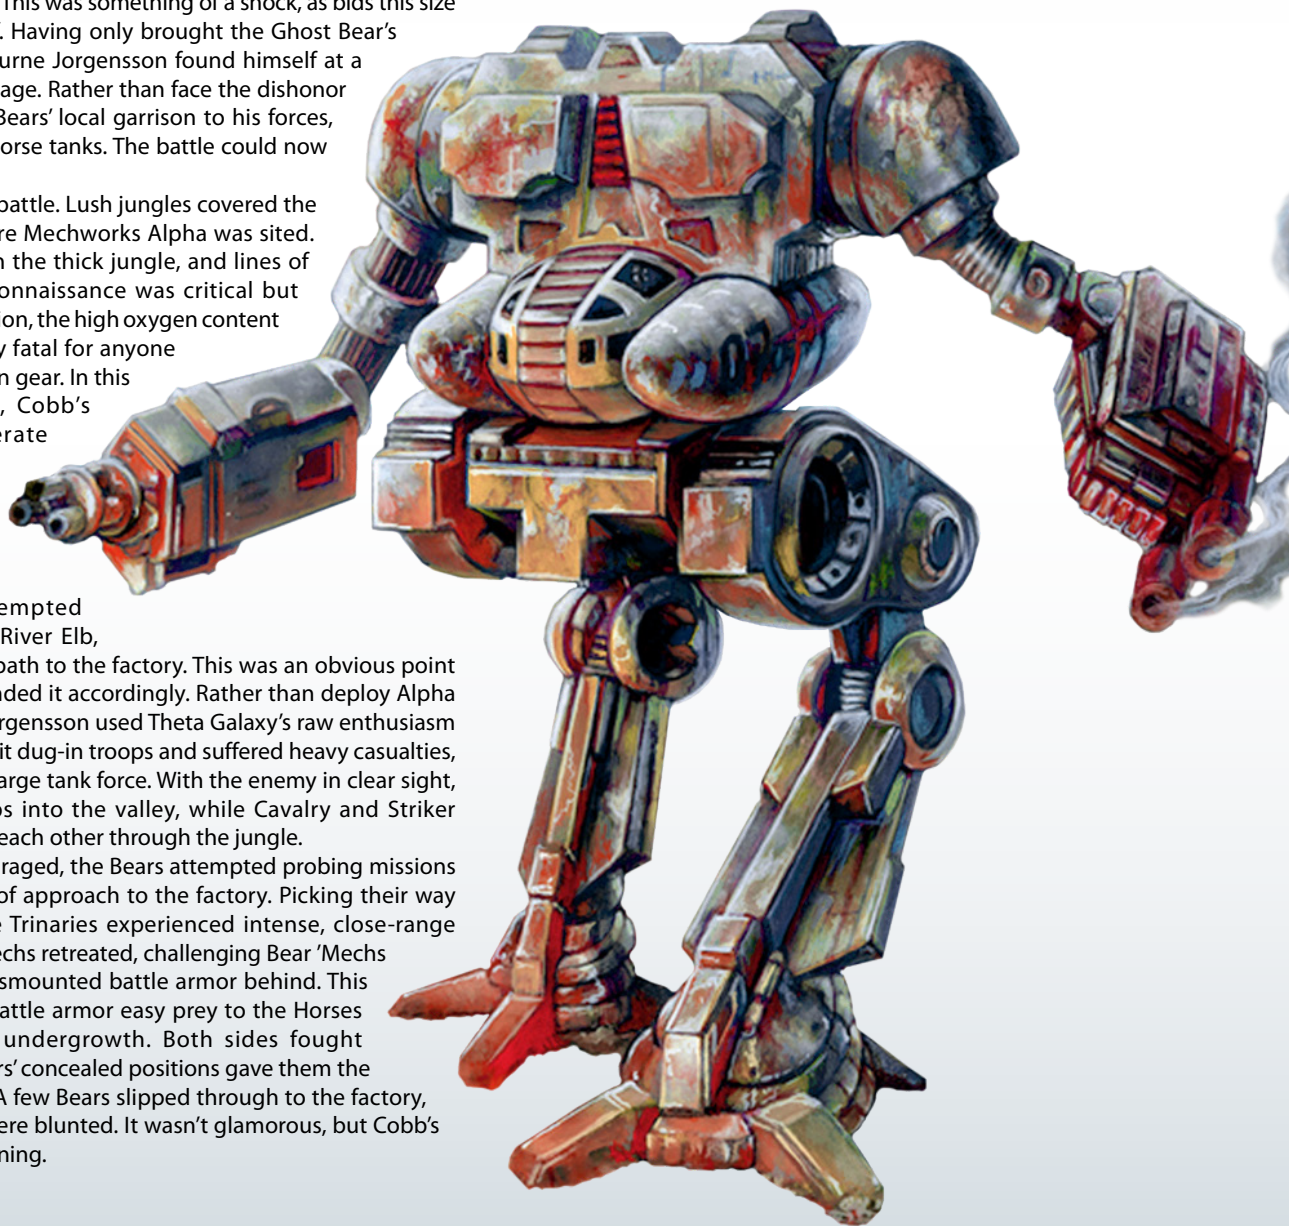 This was something of a shock, as bids this size
. Having only brought the Ghost Bear's
urne Jorgensson found himself at a
age. Rather than face the dishonor
Bears' local garrison to his forces,
orse tanks. The battle could now
battle. Lush jungles covered the
re Mechworks Alpha was sited.
n the thick jungle, and lines of
onnaissance was critical but
ion, the high oxygen content
y fatal for anyone
n gear. In this
, Cobb's
erate
empted
River Elb,
path to the factory. This was an obvious point
nded it accordingly. Rather than deploy Alpha
rgensson used Theta Galaxy's raw enthusiasm
it dug-in troops and suffered heavy casualties,
arge tank force. With the enemy in clear sight,
os into the valley, while Cavalry and Striker
each other through the jungle.
raged, the Bears attempted probing missions
of approach to the factory. Picking their way
e Trinaries experienced intense, close-range
echs retreated, challenging Bear 'Mechs
smounted battle armor behind. This
attle armor easy prey to the Horses
undergrowth. Both sides fought
rs' concealed positions gave them the
A few Bears slipped through to the factory,
ere blunted. It wasn't glamorous, but Cobb's
ning.
07